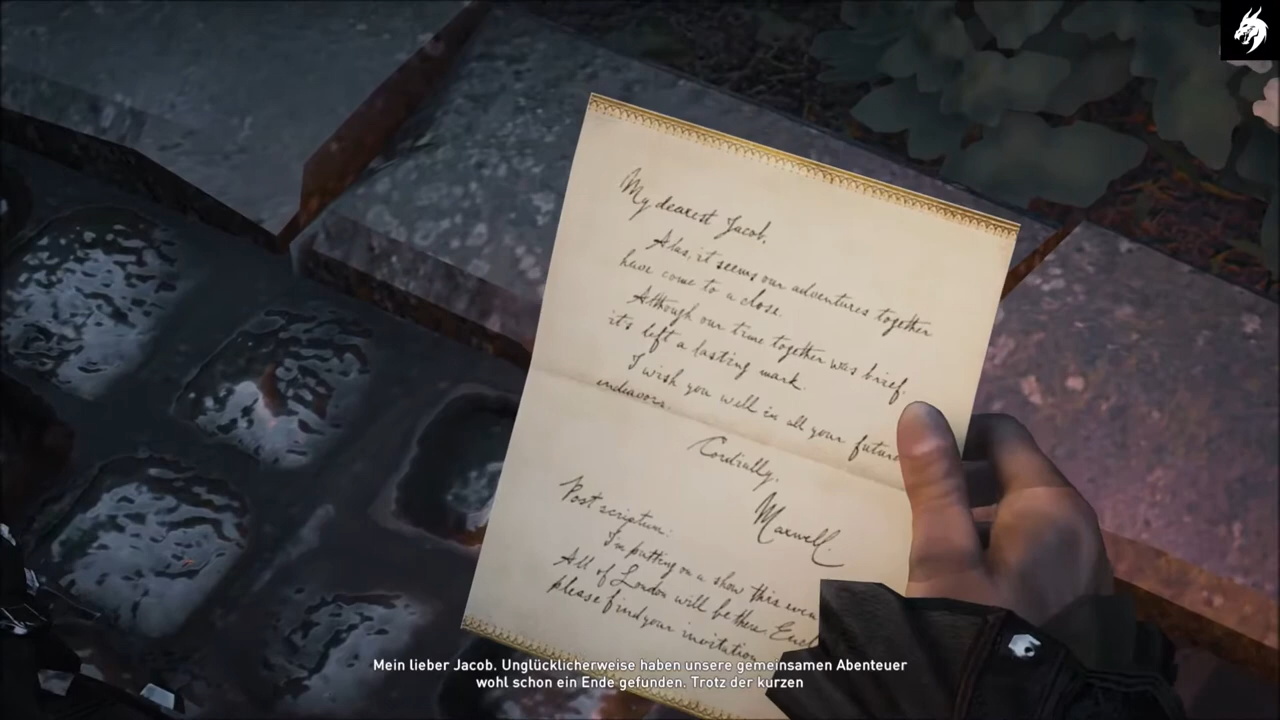 My dearest Jacob,
Alas, it seems our adventures together
have come to a close.
Although our time together was brief,
it's left a lasting mark.
I wish you well in all your future
endeavors.
Cordially,
Maxwell.
Post scriptum:
I'm putting on a show this
All of London will be there.
please find your invitation
Mein lieber Jacob. Unglücklicherweise haben unsere gemeinsamen Abenteuer
wohl schon ein Ende gefunden. Trotz der kurzen